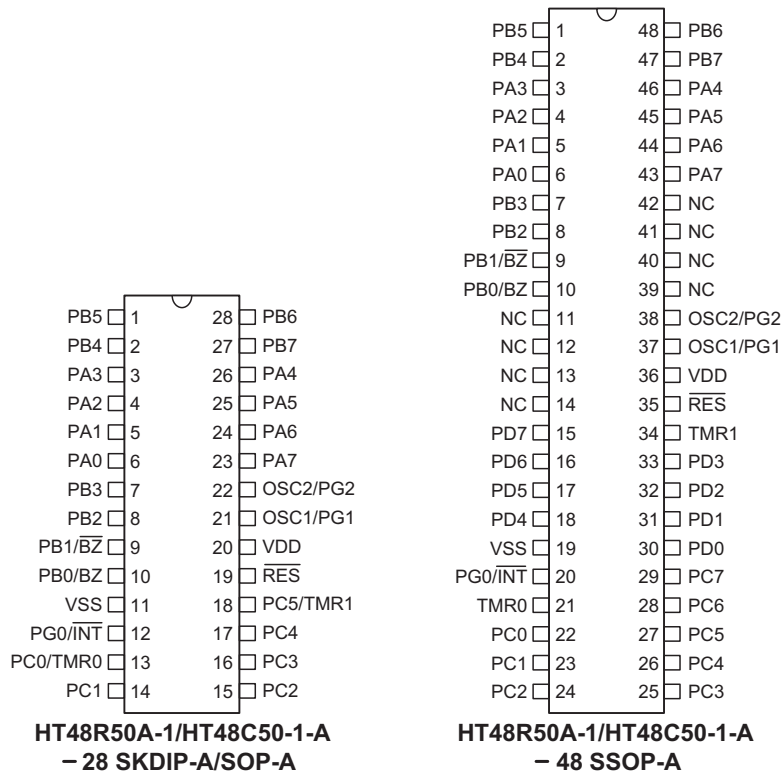 PB5 1 28 PB6
PB4 2 27 PB7
PA3 3 26 PA4
PA2 4 25 PA5
PA1 5 24 PA6
PA0 6 23 PA7
PB3 7 22 OSC2/PG2
PB2 8 21 OSC1/PG1
PB1/B̅Z̅ 9 20 VDD
PB0/BZ 10 19 R̅E̅S̅
VSS 11 18 PC5/TMR1
PG0/I̅N̅T̅ 12 17 PC4
PC0/TMR0 13 16 PC3
PC1 14 15 PC2
HT48R50A-1/HT48C50-1-A
– 28 SKDIP-A/SOP-A
PB5 1 48 PB6
PB4 2 47 PB7
PA3 3 46 PA4
PA2 4 45 PA5
PA1 5 44 PA6
PA0 6 43 PA7
PB3 7 42 NC
PB2 8 41 NC
PB1/B̅Z̅ 9 40 NC
PB0/BZ 10 39 NC
NC 11 38 OSC2/PG2
NC 12 37 OSC1/PG1
NC 13 36 VDD
NC 14 35 R̅E̅S̅
PD7 15 34 TMR1
PD6 16 33 PD3
PD5 17 32 PD2
PD4 18 31 PD1
VSS 19 30 PD0
PG0/I̅N̅T̅ 20 29 PC7
TMR0 21 28 PC6
PC0 22 27 PC5
PC1 23 26 PC4
PC2 24 25 PC3
HT48R50A-1/HT48C50-1-A
– 48 SSOP-A